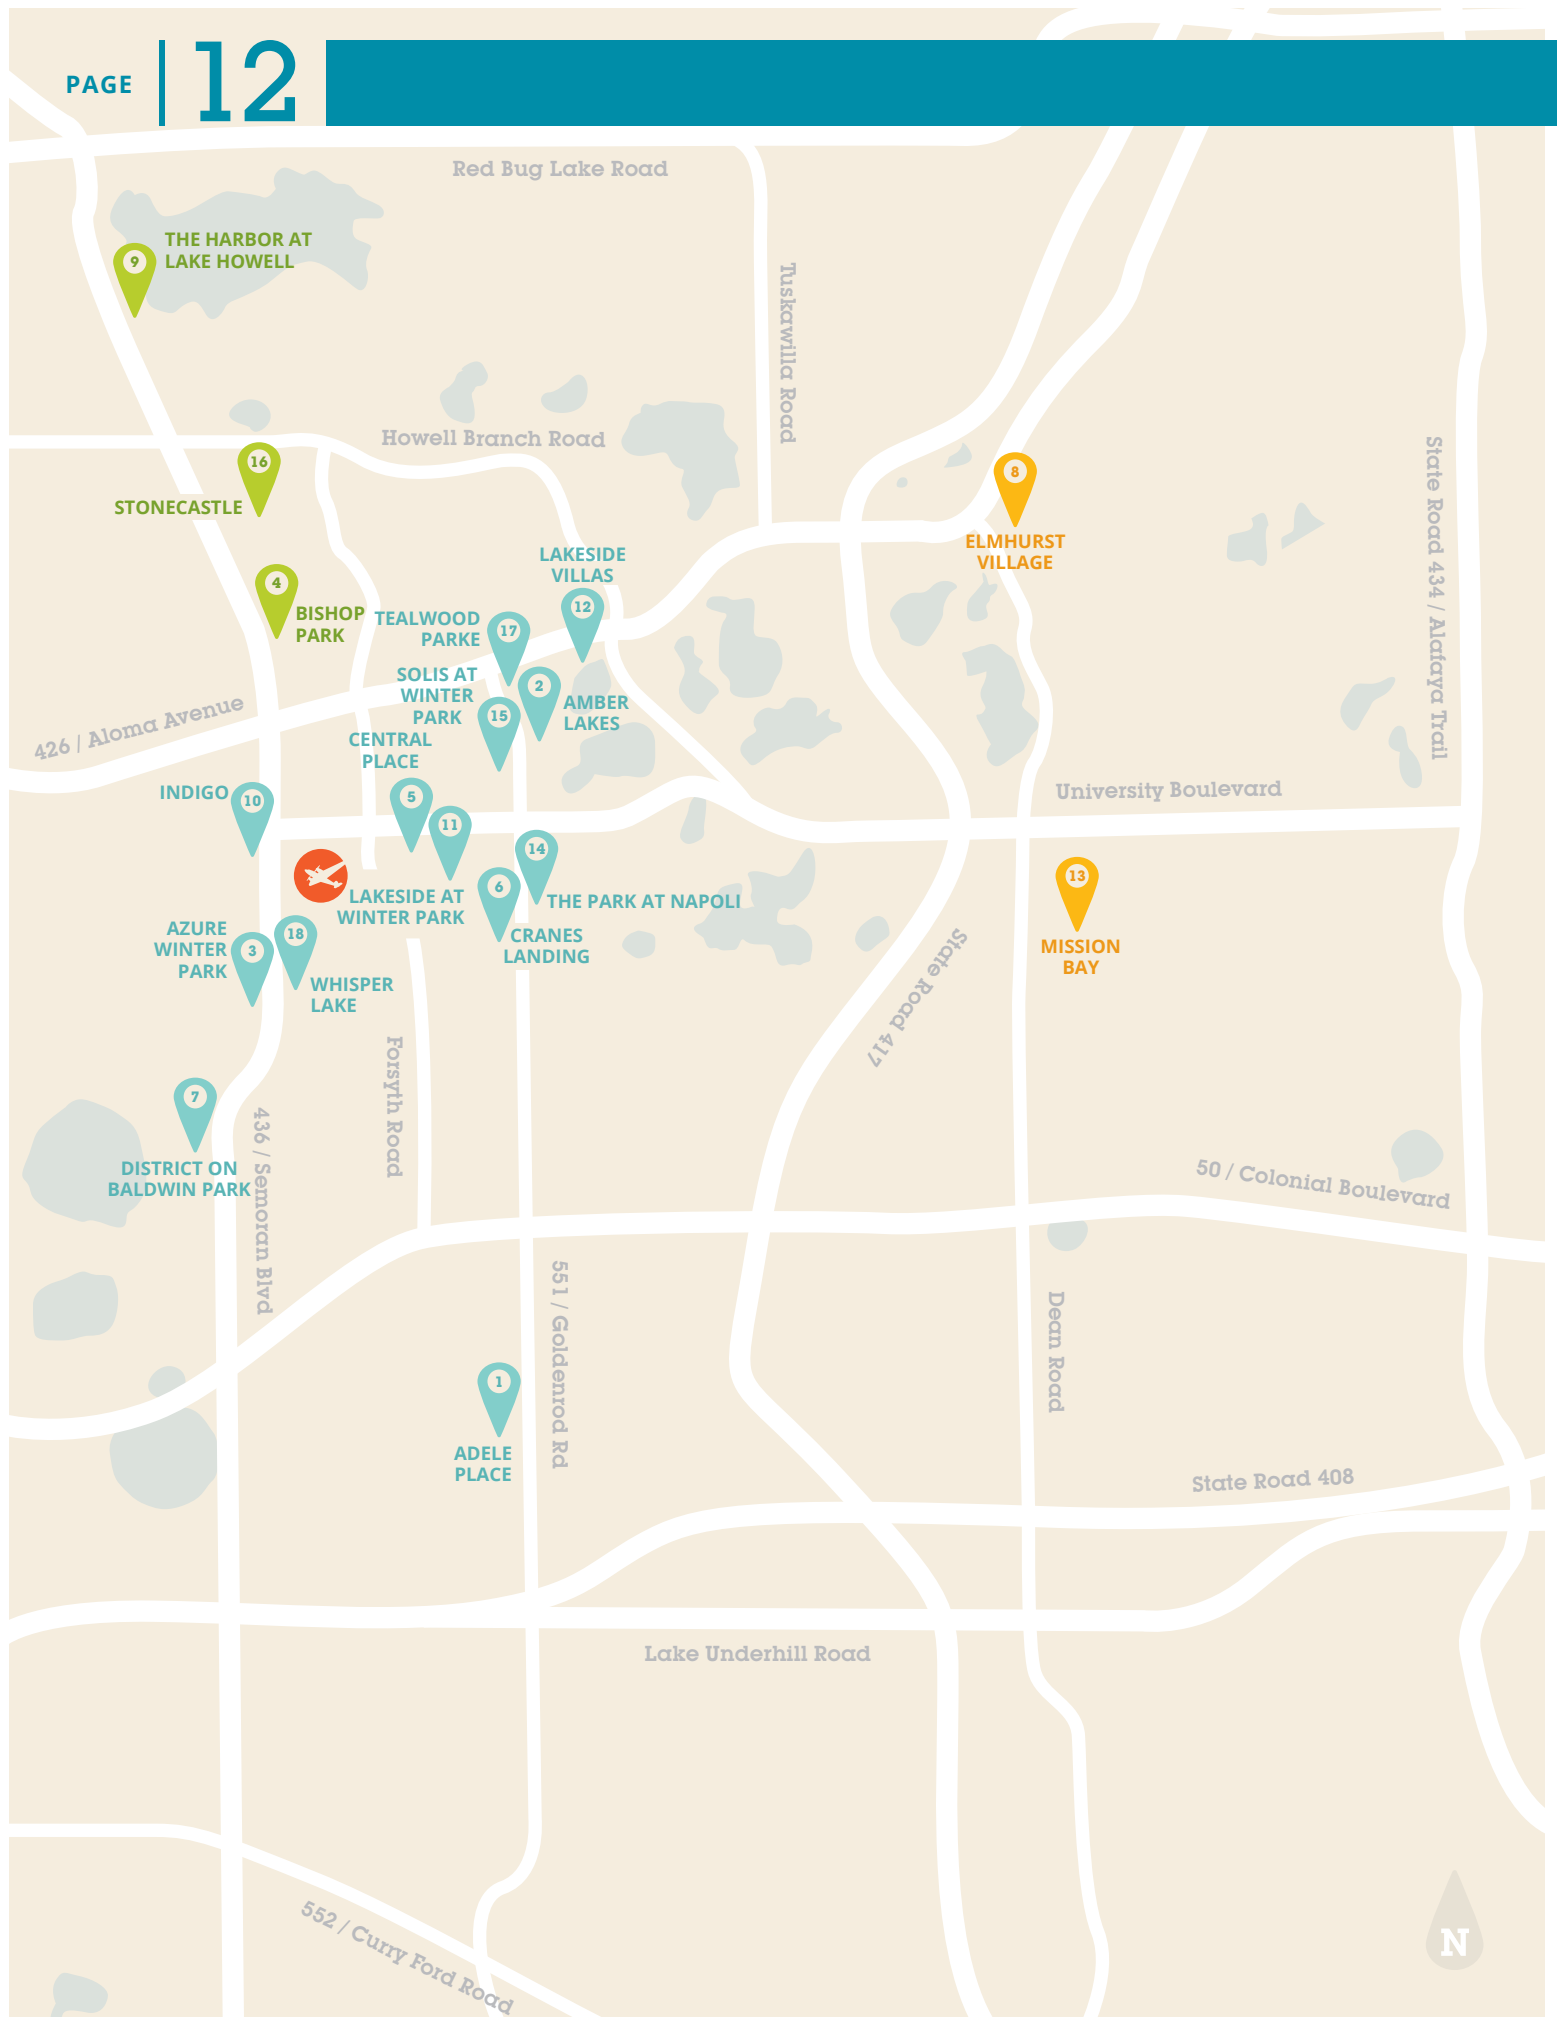 PAGE
12
Red Bug Lake Road
9
THE HARBOR AT
LAKE HOWELL
Tuskawilla Road
Howell Branch Road
State Road 434 / Alafaya Trail
16
STONECASTLE
8
ELMHURST
VILLAGE
4
BISHOP
PARK
LAKESIDE
VILLAS
12
TEALWOOD
PARKE
17
SOLIS AT
WINTER
PARK
15
2
AMBER
LAKES
426 / Aloma Avenue
CENTRAL
PLACE
5
INDIGO
10
University Boulevard
11
LAKESIDE AT
WINTER PARK
14
THE PARK AT NAPOLI
6
CRANES
LANDING
13
MISSION
BAY
AZURE
WINTER
PARK
3
18
WHISPER
LAKE
State Road 417
Forsyth Road
7
DISTRICT ON
BALDWIN PARK
436 / Semoran Blvd
50 / Colonial Boulevard
551 / Goldenrod Rd
Dean Road
1
ADELE
PLACE
State Road 408
Lake Underhill Road
552 / Curry Ford Road
N